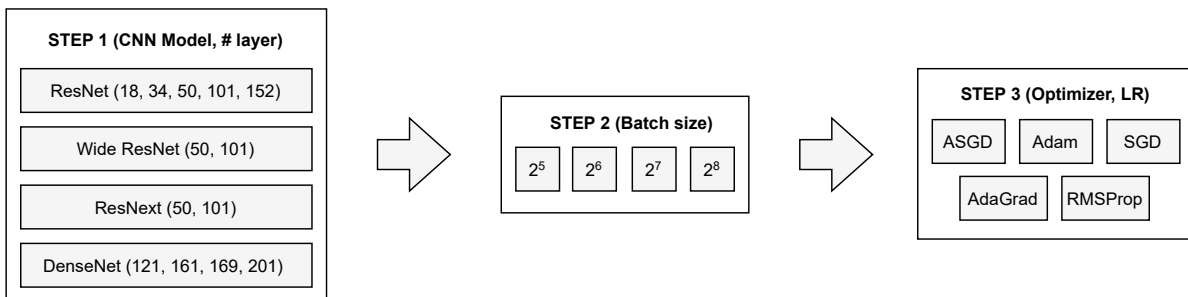 STEP 1 (CNN Model, # layer)
ResNet (18, 34, 50, 101, 152)
Wide ResNet (50, 101)
ResNext (50, 101)
DenseNet (121, 161, 169, 201)
STEP 2 (Batch size)
2⁵ 2⁶ 2⁷ 2⁸
STEP 3 (Optimizer, LR)
ASGD Adam SGD
AdaGrad RMSProp